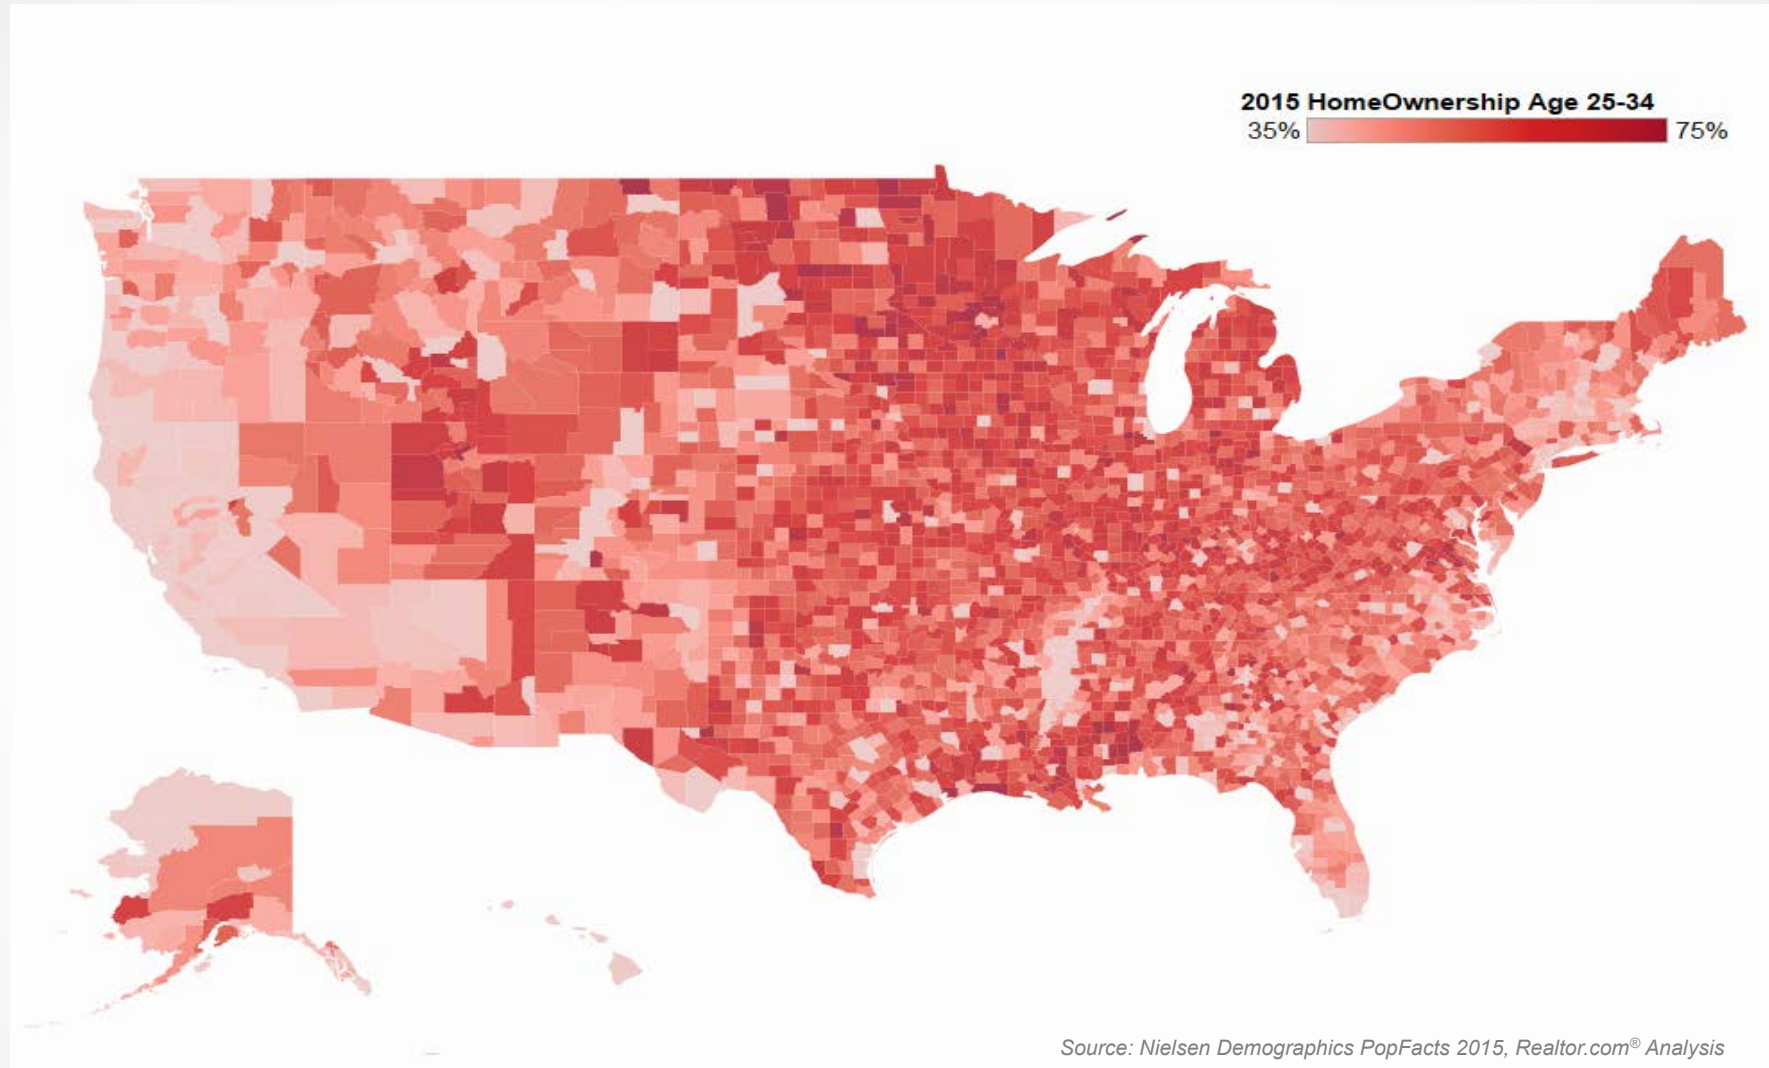 2015 HomeOwnership Age 25-34
35% 75%
Source: Nielsen Demographics PopFacts 2015, Realtor.com® Analysis